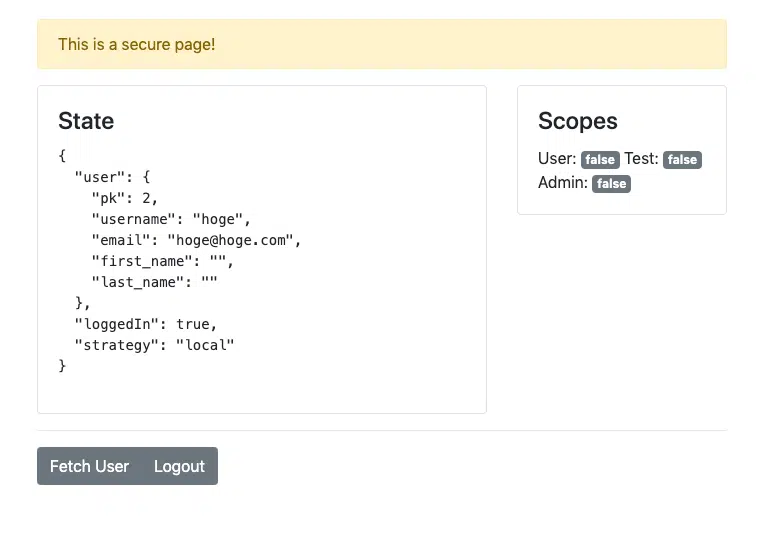 This is a secure page!
State
{
  "user": {
    "pk": 2,
    "username": "hoge",
    "email": "hoge@hoge.com",
    "first_name": "",
    "last_name": ""
  },
  "loggedIn": true,
  "strategy": "local"
}
Scopes
User: false Test: false
Admin: false
Fetch User Logout